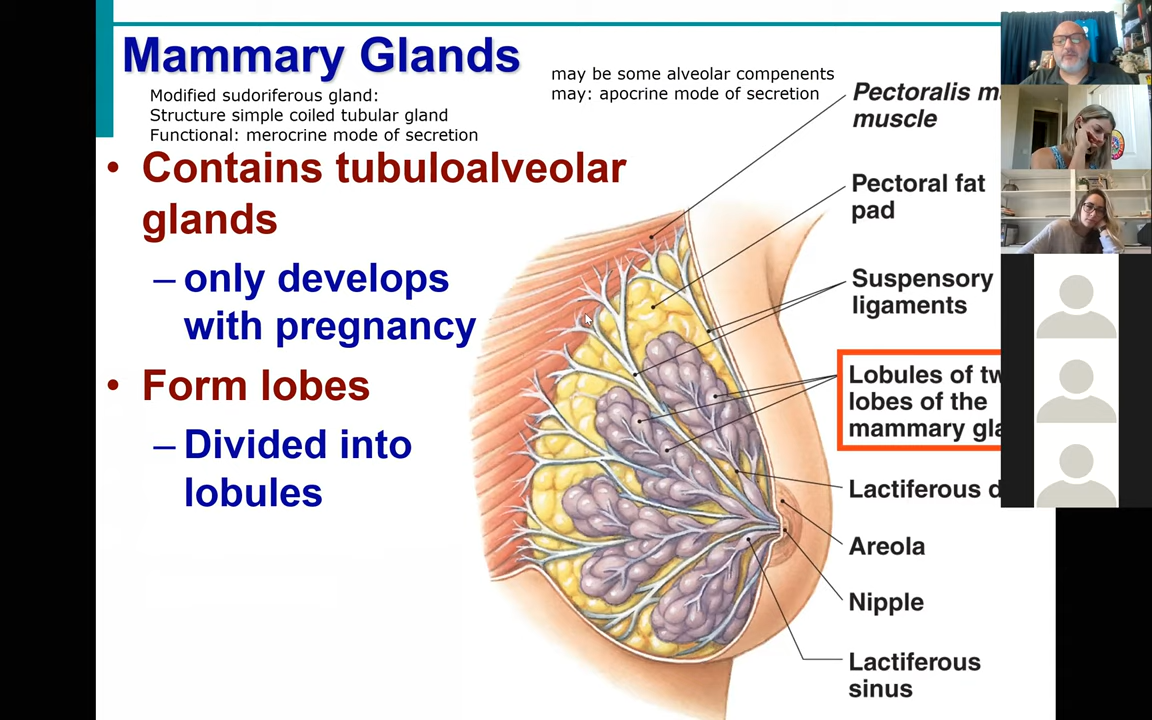 Mammary Glands
Modified sudoriferous gland:
Structure simple coiled tubular gland
Functional: merocrine mode of secretion
may be some alveolar compenents
may: apocrine mode of secretion
• Contains tubuloalveolar
glands
– only develops
with pregnancy
• Form lobes
– Divided into
lobules
Pectoralis
muscle
Pectoral fat
pad
Suspensory
ligaments
Lobules of
lobes of the
mammary
Lactiferous
Areola
Nipple
Lactiferous
sinus